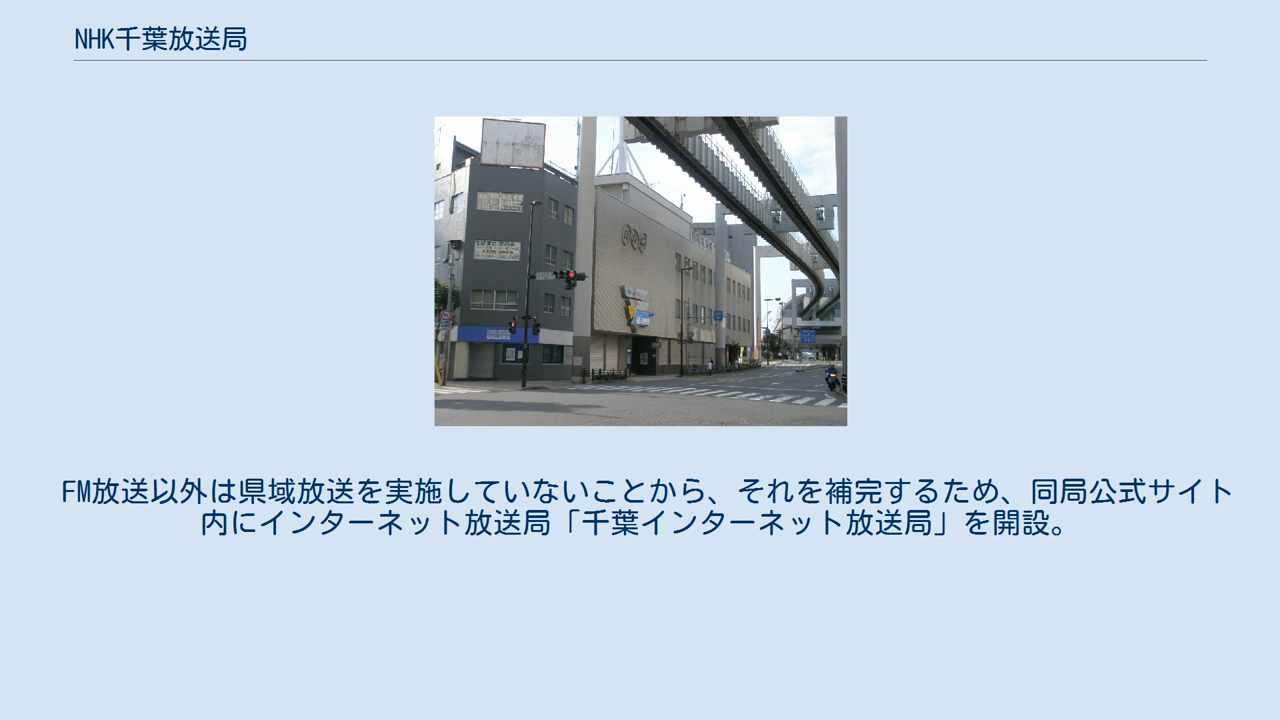 NHK千葉放送局
NHK
SAGAWA
FM放送以外は県域放送を実施していないことから、それを補完するため、同局公式サイト
内にインターネット放送局「千葉インターネット放送局」を開設。